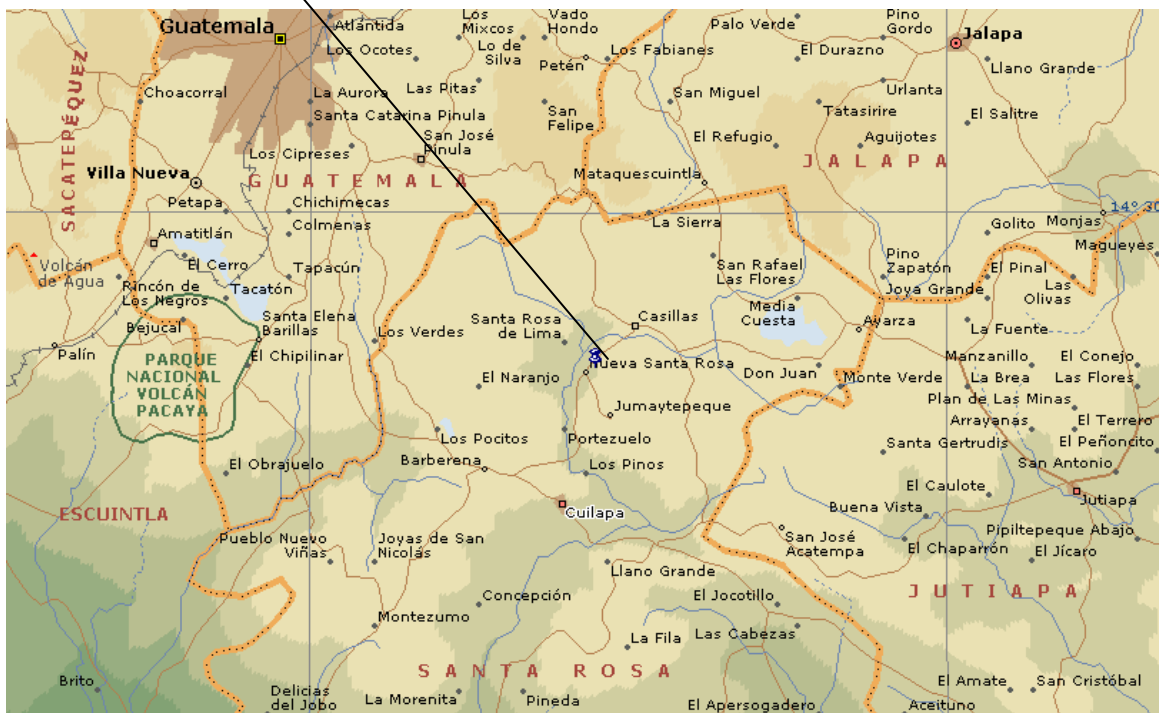 Guatemala
Atlántida
Los
Mixcos
Vado
Hondo
Palo Verde
Pino
Gordo
Jalapa
Los Ocotes
Lo de
Silva
Petén
Los Fabianes
El Durazno
Llano Grande
SACATEPÉQUEZ
Choacorral
La Aurora
Las Pitas
San
Felipe
San Miguel
Tatasirire
Urlanta
El Salitre
Santa Catarina Pinula
San José
Pinula
El Refugio
Aguijotes
Los Cipreses
JALAPA
Villa Nueva
GUATEMALA
Mataquescuintla
Petapa
Chichimecas
La Sierra
14° 30
Colmenas
Golito
Monjas
Amatitlán
Magueyes
El Cerro
Tapacún
San Rafael
Las Flores
Pino
Zapatón
El Pinal
Volcán
de Agua
Rincón de
Los Negros
Tacatón
Joya Grande
Las
Olivas
Bejucal
Santa Elena
Barillas
Los Verdes
Santa Rosa
de Lima
Casillas
Media
Cuesta
Ayarza
La Fuente
Palín
PARQUE
NACIONAL
VOLCÁN
PACAYA
El Chipilinar
Nueva Santa Rosa
Don Juan
Manzanillo
El Conejo
El Naranjo
Monte Verde
La Brea
Las Flores
Jumaytepeque
Plan de Las Minas
Arrayanas
El Terrero
Los Pocitos
Portezuelo
Santa Gertrudis
El Peñoncito
El Obrajuelo
Barberena
Los Pinos
San Antonio
El Caulote
Jutiapa
ESCUINTLA
Cuilapa
Buena Vista
Pueblo Nuevo
Viñas
Joyas de San
Nicolás
San José
Acatempa
Pipiltepeque Abajo
El Chaparrón
El Jícaro
Llano Grande
Concepción
El Jocotillo
JUTIAPA
Montezumo
La Fila
Las Cabezas
SANTA ROSA
Brito
Delicias
del Jobo
La Morenita
Pineda
El Apersogadero
El Amate
San Cristóbal
Aceituno